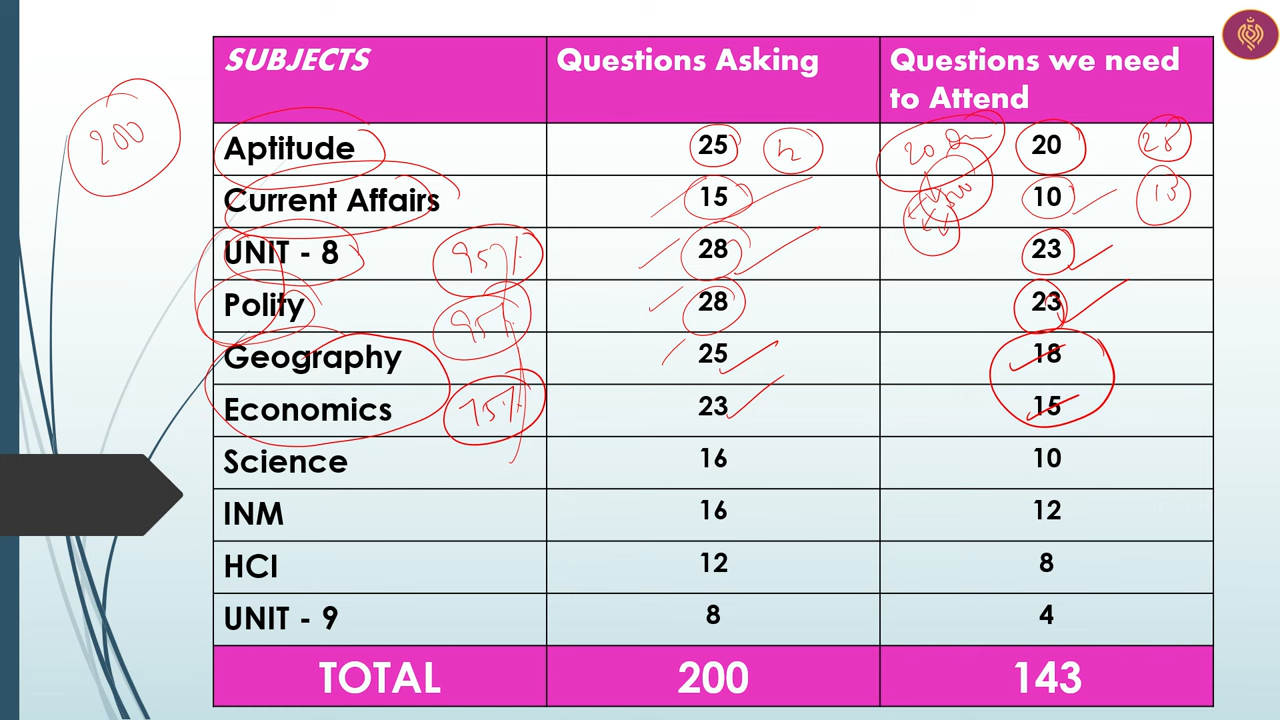 SUBJECTS Questions Asking Questions we need
to Attend
200
Aptitude 25 20 28
Current Affairs 15 10
UNIT - 8 95% 28 23
Polity 95% 28 23
Geography 25 18
Economics 75% 23 15
Science 16 10
INM 16 12
HCI 12 8
UNIT - 9 8 4
TOTAL 200 143